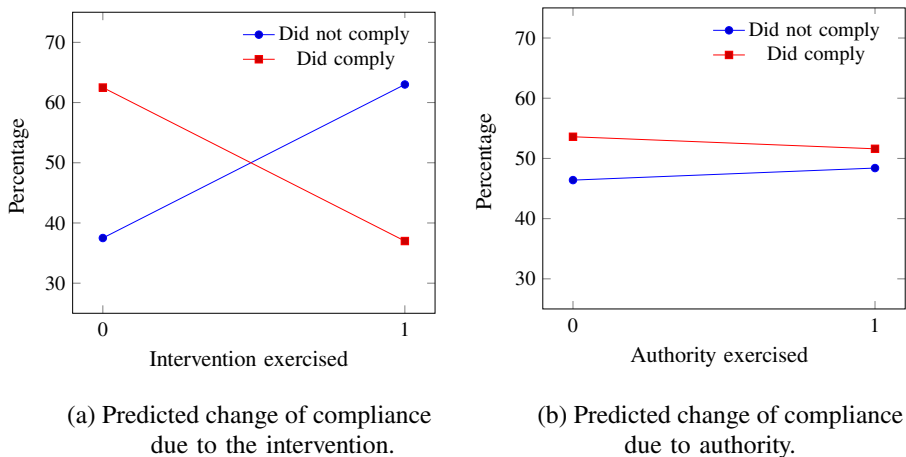 70
60
50
40
30
Percentage
Did not comply
Did comply
0
1
Intervention exercised
(a) Predicted change of compliance
due to the intervention.
70
60
50
40
30
Percentage
Did not comply
Did comply
0
1
Authority exercised
(b) Predicted change of compliance
due to authority.